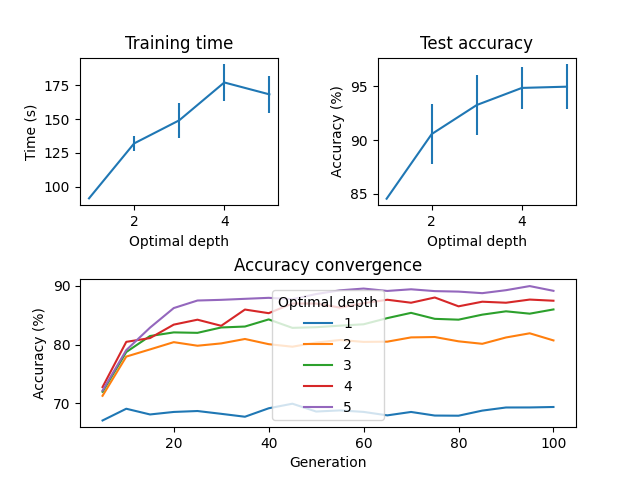 Training time
Time (s)
175
150
125
100
2
4
Optimal depth
Test accuracy
Accuracy (%)
95
90
85
2
4
Optimal depth
Accuracy convergence
Accuracy (%)
90
80
70
Optimal depth
1
2
3
4
5
20
40
60
80
100
Generation